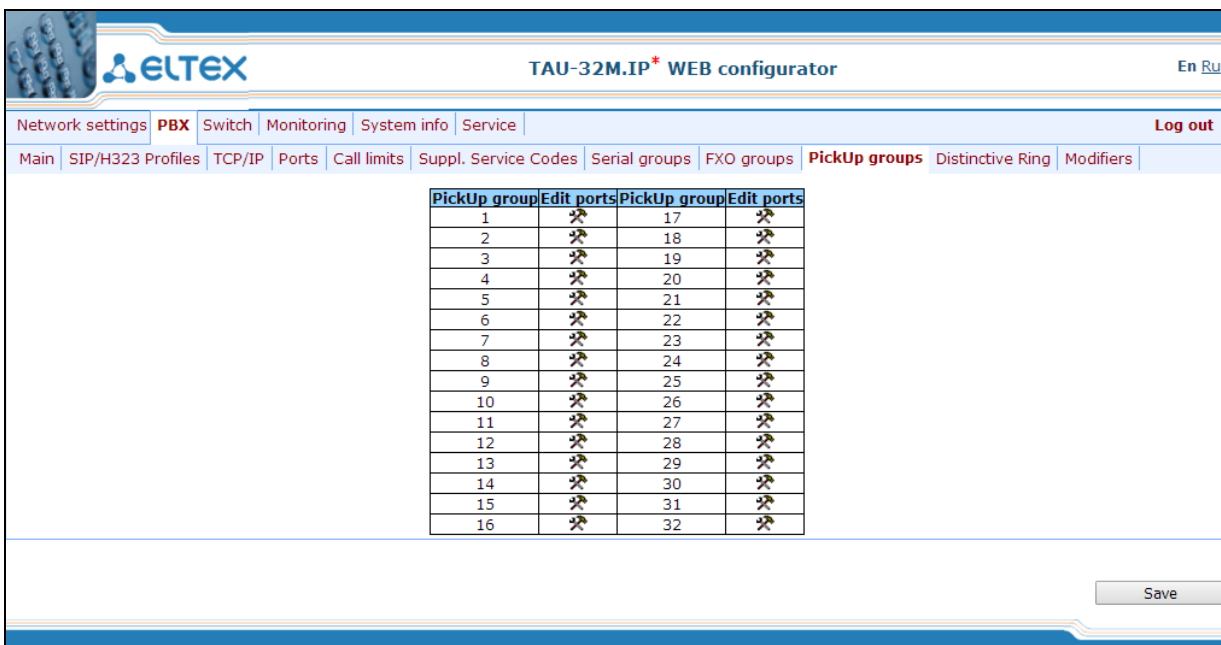 ELTEX
TAU-32M.IP* WEB configurator
En Ru
Network settings PBX Switch Monitoring System info Service Log out
Main SIP/H323 Profiles TCP/IP Ports Call limits Suppl. Service Codes Serial groups FXO groups PickUp groups Distinctive Ring Modifiers
PickUp group Edit ports PickUp group Edit ports
1 17
2 18
3 19
4 20
5 21
6 22
7 23
8 24
9 25
10 26
11 27
12 28
13 29
14 30
15 31
16 32
Save